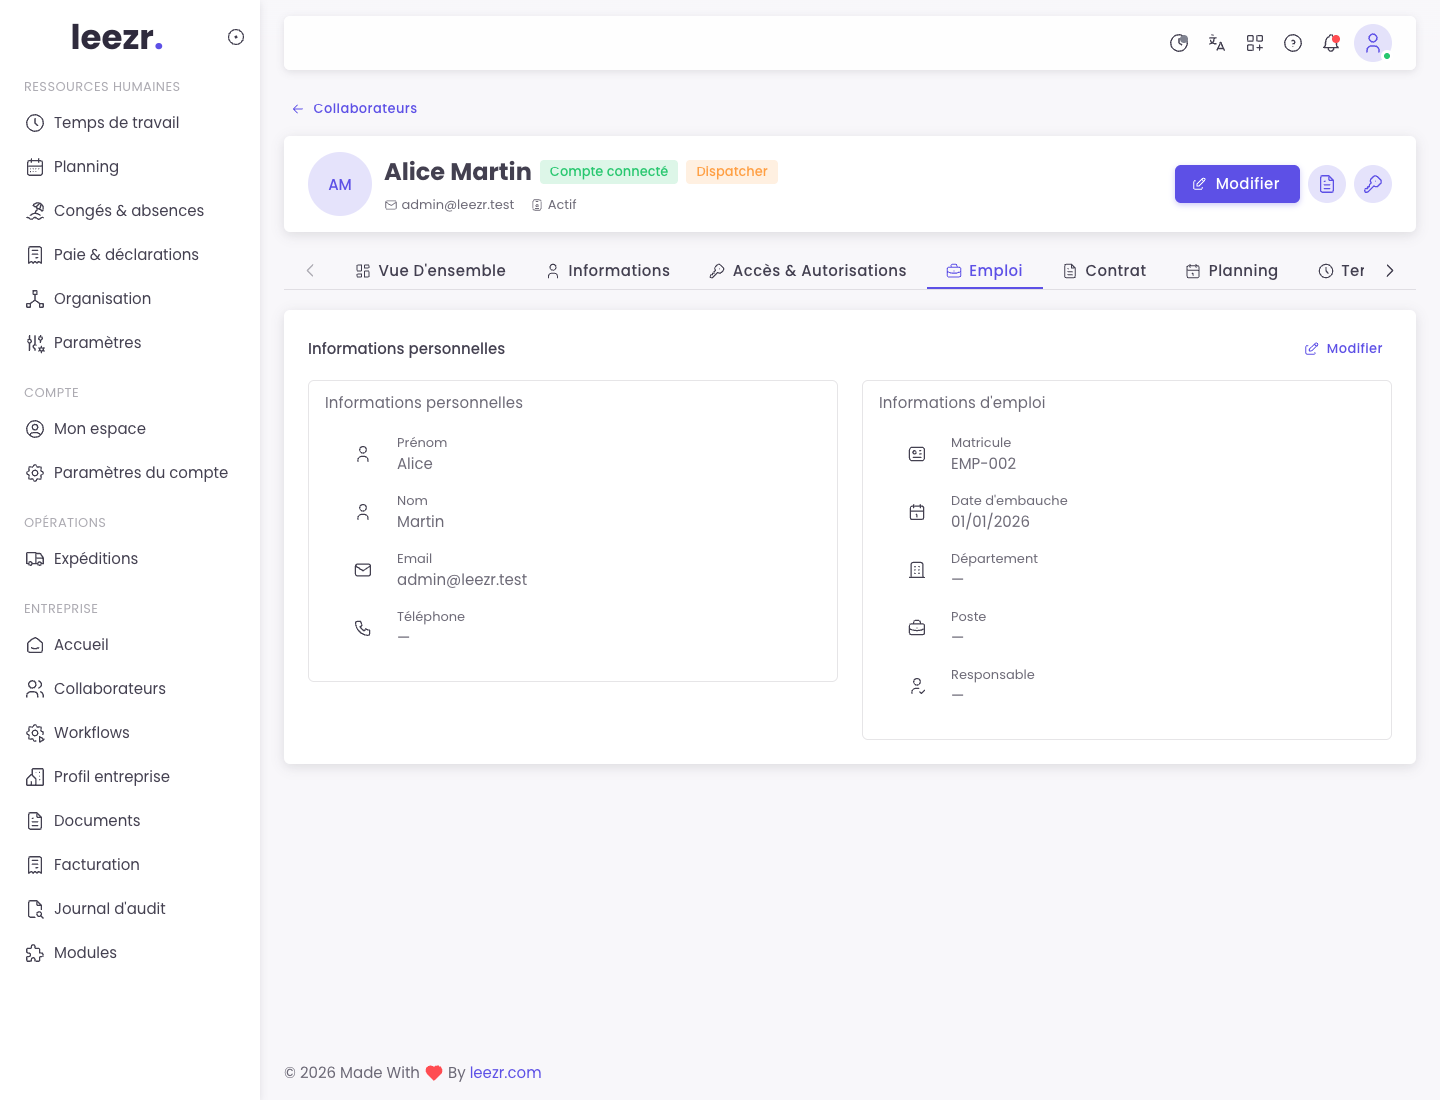 leezr.
RESSOURCES HUMAINES
Temps de travail
Planning
Congés & absences
Paie & déclarations
Organisation
Paramètres
COMPTE
Mon espace
Paramètres du compte
OPÉRATIONS
Expéditions
ENTREPRISE
Accueil
Collaborateurs
Workflows
Profil entreprise
Documents
Facturation
Journal d'audit
Modules
Collaborateurs
AM
Alice Martin Compte connecté Dispatcher
admin@leezr.test Actif
Modifier
Vue D'ensemble Informations Accès & Autorisations Emploi Contrat Planning Ter
Informations personnelles
Modifier
Informations personnelles
Prénom
Alice
Nom
Martin
Email
admin@leezr.test
Téléphone
—
Informations d'emploi
Matricule
EMP-002
Date d'embauche
01/01/2026
Département
—
Poste
—
Responsable
—
© 2026 Made With ❤ By leezr.com